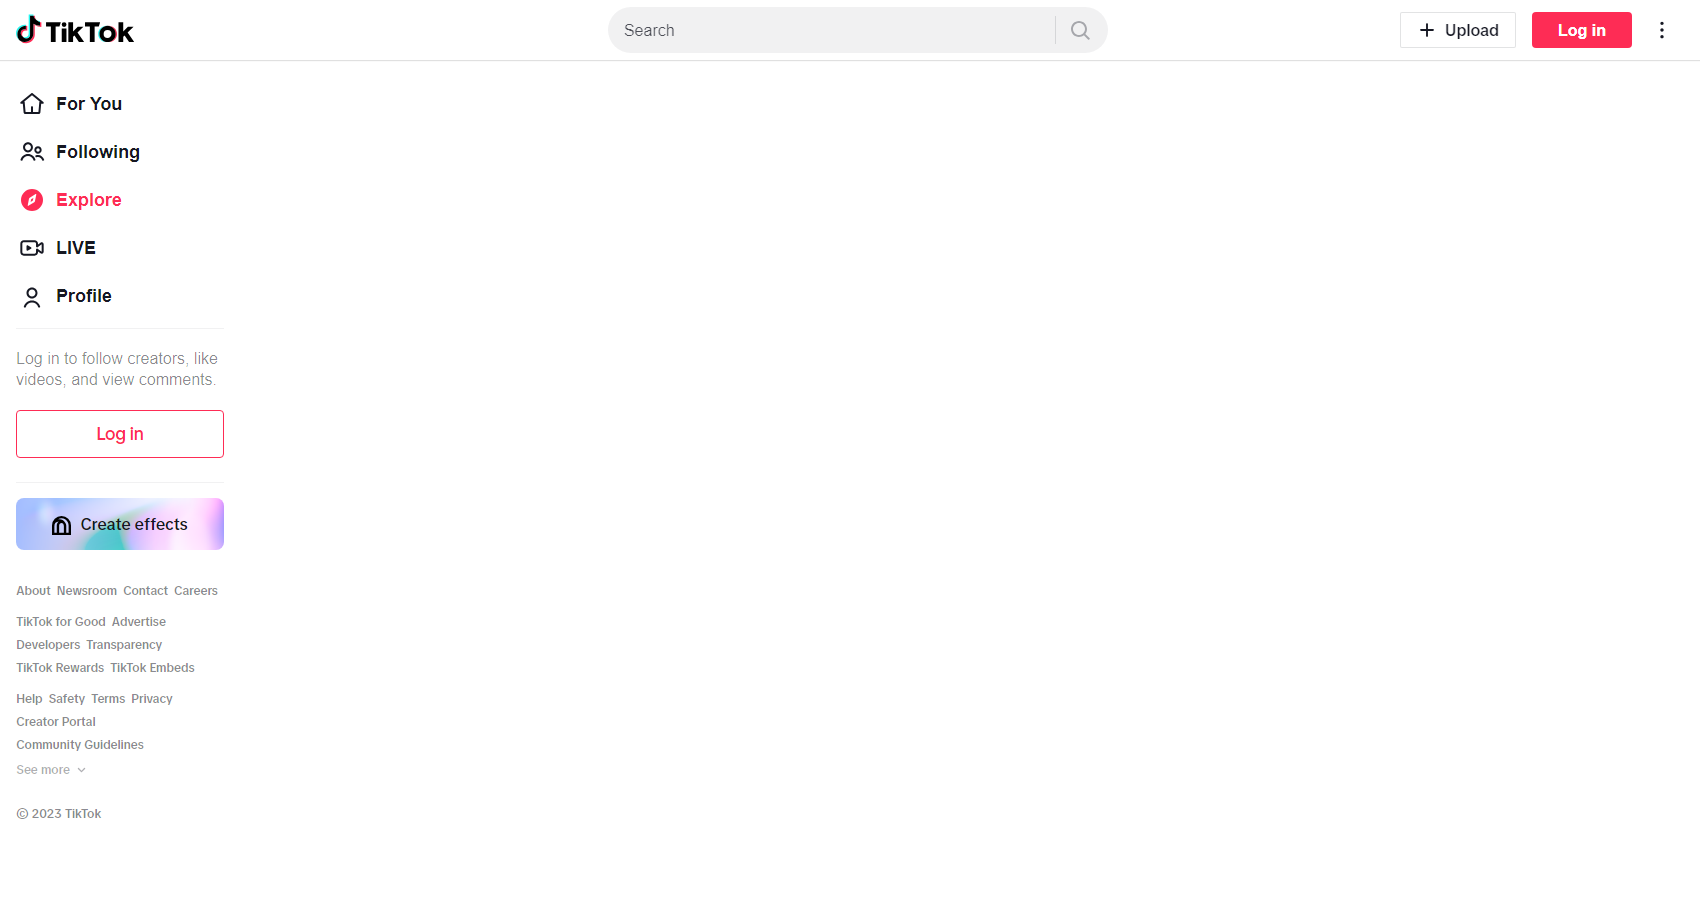 TikTok
Search
Upload
Log in
For You
Following
Explore
LIVE
Profile
Log in to follow creators, like
videos, and view comments.
Log in
Create effects
About Newsroom Contact Careers
TikTok for Good Advertise
Developers Transparency
TikTok Rewards TikTok Embeds
Help Safety Terms Privacy
Creator Portal
Community Guidelines
See more
© 2023 TikTok